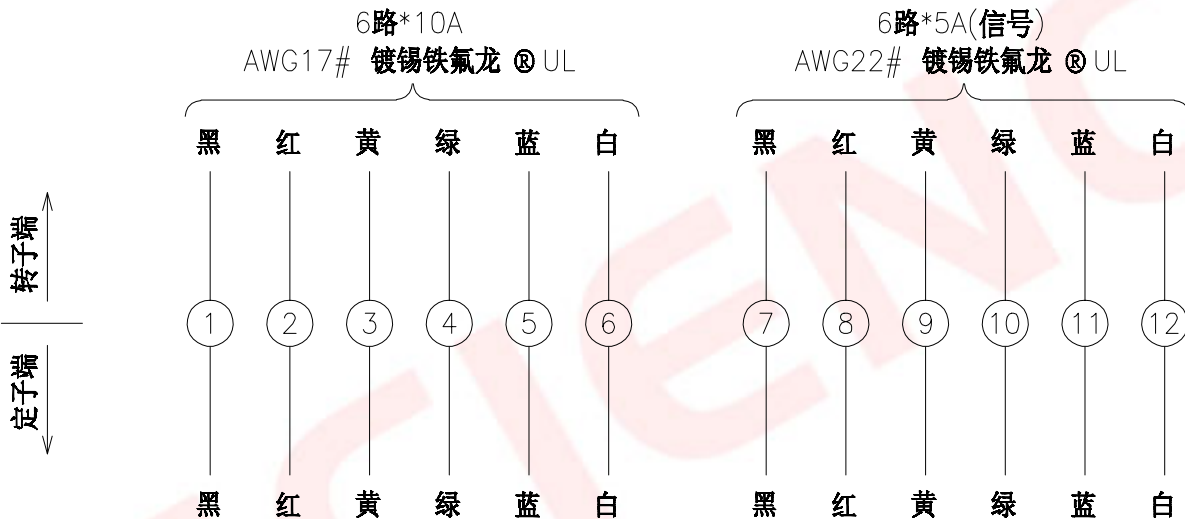 6路*10A
AWG17# 镀锡铁氟龙 ® UL
黑 红 黄 绿 蓝 白
6路*5A(信号)
AWG22# 镀锡铁氟龙 ® UL
黑 红 黄 绿 蓝 白
转子端
1 2 3 4 5 6 7 8 9 10 11 12
定子端
黑 红 黄 绿 蓝 白 黑 红 黄 绿 蓝 白